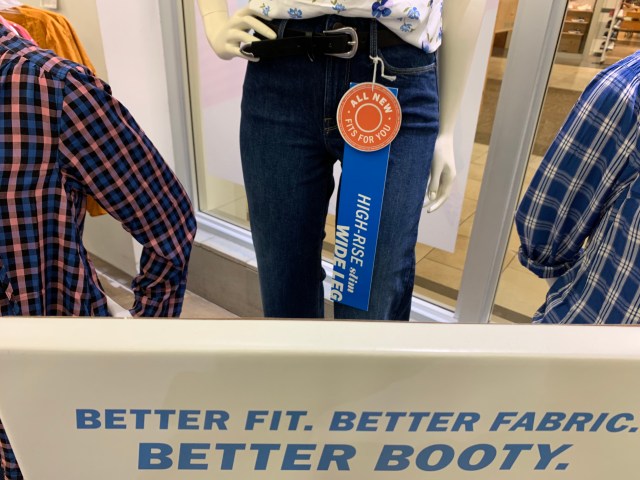 ALL NEW
FITS FOR YOU
HIGH-RISE slim
WIDE LEG
BETTER FIT. BETTER FABRIC.
BETTER BOOTY.